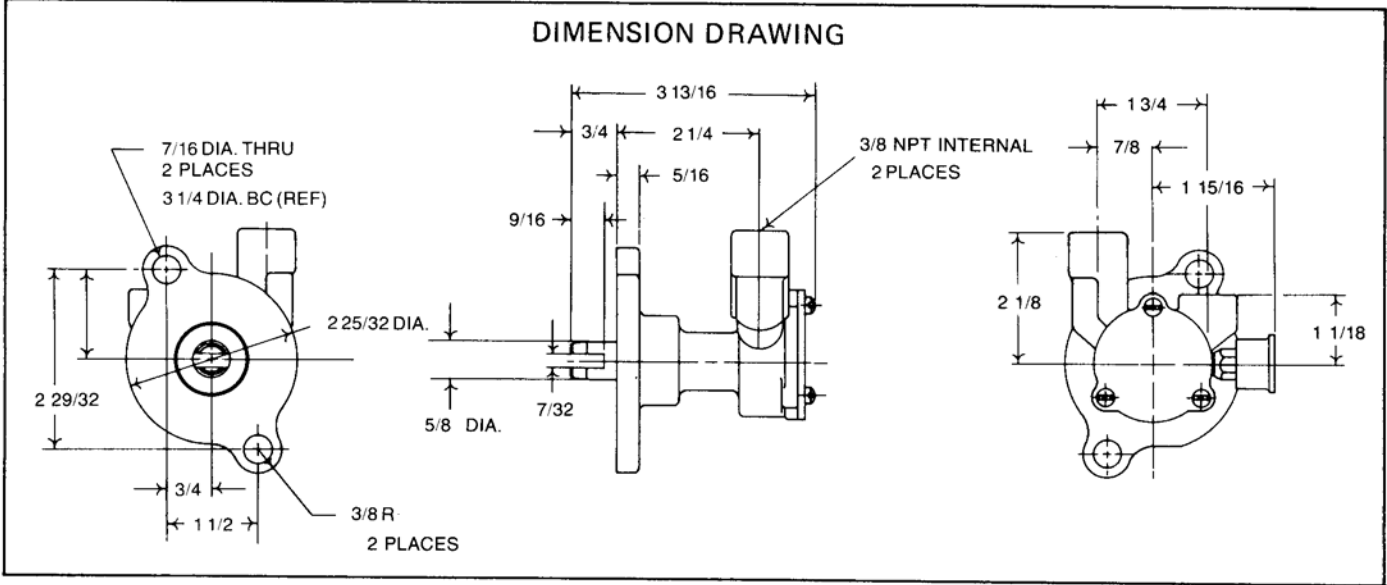 DIMENSION DRAWING
7/16 DIA. THRU
2 PLACES
3 1/4 DIA. BC (REF)
2 25/32 DIA.
2 29/32
3/4
1 1/2
3/8 R
2 PLACES
3 13/16
3/4
2 1/4
5/16
9/16
3/8 NPT INTERNAL
2 PLACES
7/32
5/8 DIA.
1 3/4
7/8
1 15/16
2 1/8
1 1/18